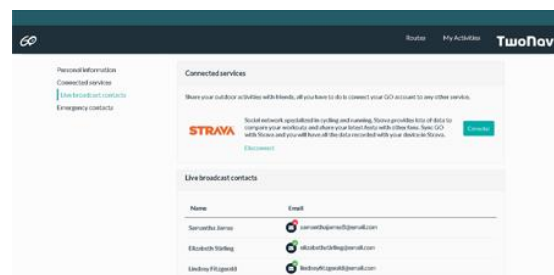 GO
Routes My Activities TwoNav
Personal information
Connected services
Live broadcast contacts
Emergency contacts
Connected services
Share your outdoor activities with friends, all you have to do is connect your GO account to any other service.
STRAVA
Social network specialized in cycling and running. Strava provides lots of data to
compare your workouts and share your latest feats with other fans. Sync GO
with Strava and you will have all the data recorded with your device in Strava.
Disconnect
Live broadcast contacts
Name Email
Samantha James
Elizabeth Stirling
Lindsey Fitzgerald